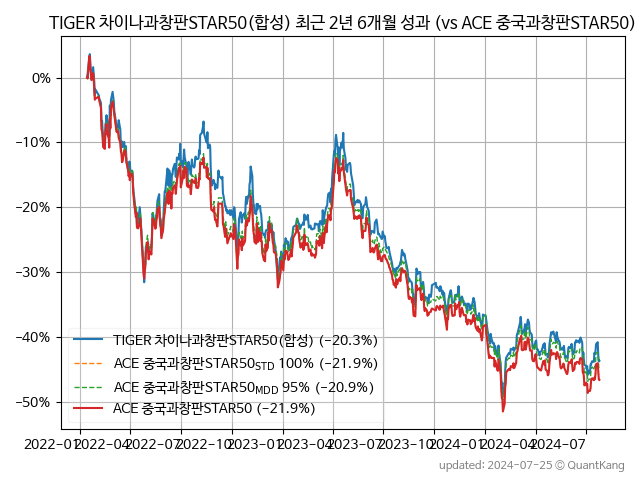 TIGER 차이나과창판STAR50(합성) 최근 2년 6개월 성과 (vs ACE 중국과창판STAR50)
0%
−10%
−20%
−30%
−40%
−50%
TIGER 차이나과창판STAR50(합성) (−20.3%)
ACE 중국과창판STAR50STD 100% (−21.9%)
ACE 중국과창판STAR50MDD 95% (−20.9%)
ACE 중국과창판STAR50 (−21.9%)
2022-01 2022-04 2022-07 2022-10 2023-01 2023-04 2023-07 2023-10 2024-01 2024-04 2024-07
updated: 2024-07-25 © QuantKang